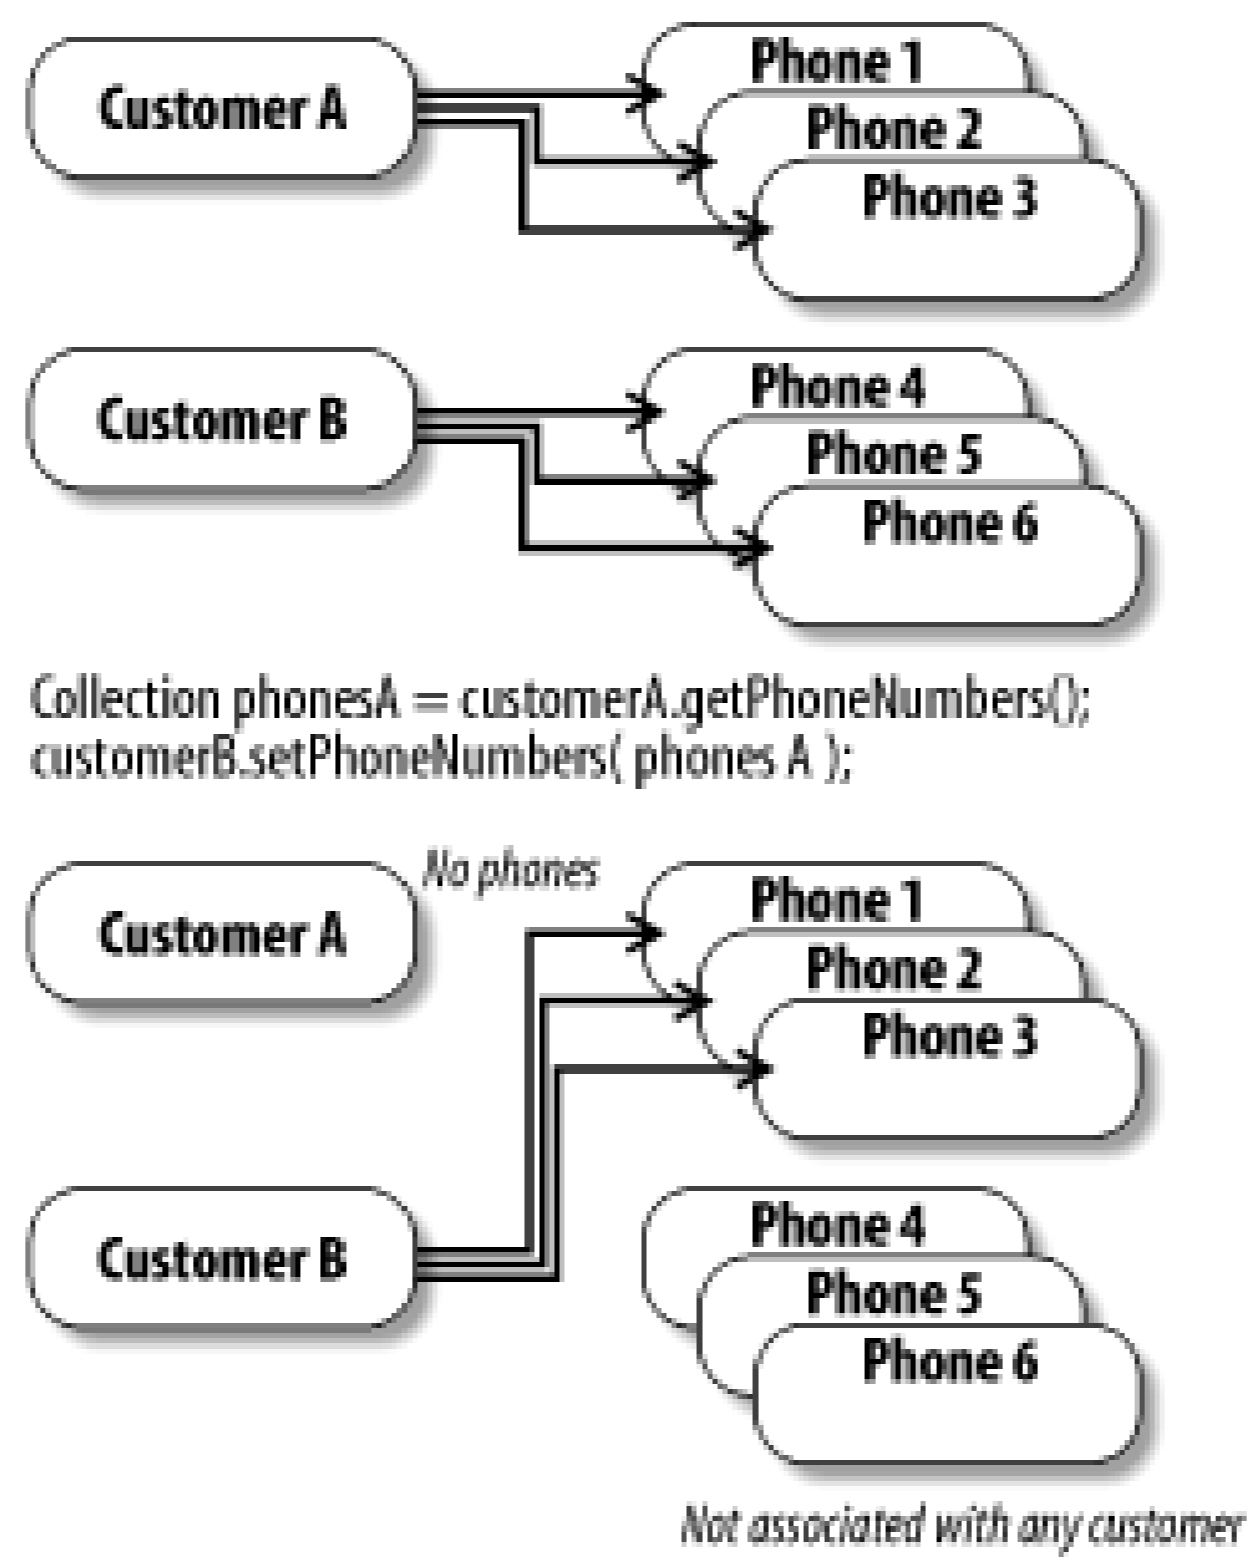 Customer A
Phone 1
Phone 2
Phone 3
Customer B
Phone 4
Phone 5
Phone 6
Collection phonesA = customerA.getPhoneNumbers();
customerB.setPhoneNumbers( phones A );
No phones
Customer A
Phone 1
Phone 2
Phone 3
Customer B
Phone 4
Phone 5
Phone 6
Not associated with any customer